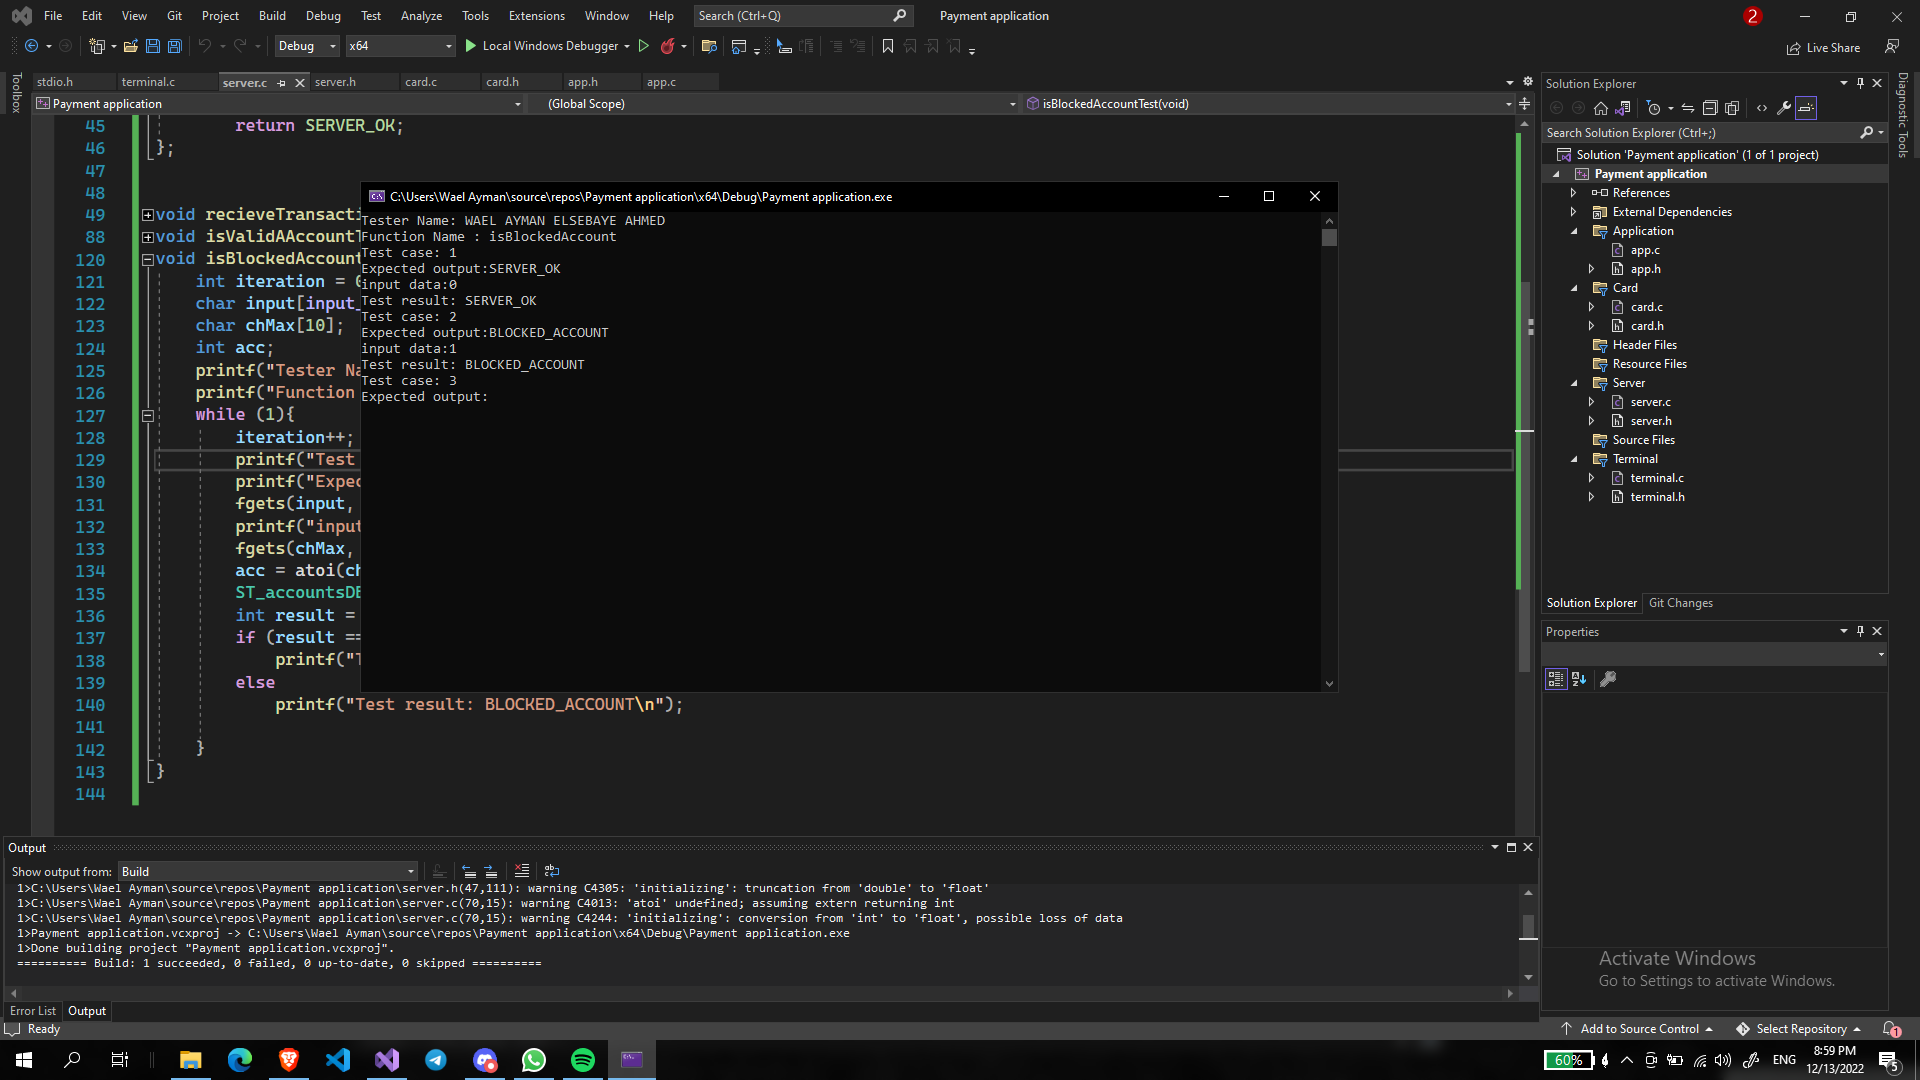 File Edit View Git Project Build Debug Test Analyze Tools Extensions Window Help Search (Ctrl+Q) Payment application 2
Debug x64 Local Windows Debugger Live Share
Toolbox
stdio.h terminal.c server.c server.h card.c card.h app.h app.c
Payment application (Global Scope) isBlockedAccountTest(void)
45 return SERVER_OK;
46 };
47
48
49 void recieveTransacti
88 void isValidAAccountT
120 void isBlockedAccount
121 int iteration = 0
122 char input[input_
123 char chMax[10];
124 int acc;
125 printf("Tester Na
126 printf("Function
127 while (1){
128 iteration++;
129 printf("Test
130 printf("Expec
131 fgets(input,
132 printf("input
133 fgets(chMax,
134 acc = atoi(ch
135 ST_accountsDB
136 int result =
137 if (result ==
138 printf("T
139 else
140 printf("Test result: BLOCKED_ACCOUNT\n");
141
142 }
143 }
144
C:\Users\Wael Ayman\source\repos\Payment application\x64\Debug\Payment application.exe
Tester Name: WAEL AYMAN ELSEBAYE AHMED
Function Name : isBlockedAccount
Test case: 1
Expected output:SERVER_OK
input data:0
Test result: SERVER_OK
Test case: 2
Expected output:BLOCKED_ACCOUNT
input data:1
Test result: BLOCKED_ACCOUNT
Test case: 3
Expected output:
Output
Show output from: Build
1>C:\Users\Wael Ayman\source\repos\Payment application\server.h(47,111): warning C4305: 'initializing': truncation from 'double' to 'float'
1>C:\Users\Wael Ayman\source\repos\Payment application\server.c(70,15): warning C4013: 'atoi' undefined; assuming extern returning int
1>C:\Users\Wael Ayman\source\repos\Payment application\server.c(70,15): warning C4244: 'initializing': conversion from 'int' to 'float', possible loss of data
1>Payment application.vcxproj -> C:\Users\Wael Ayman\source\repos\Payment application\x64\Debug\Payment application.exe
1>Done building project "Payment application.vcxproj".
========== Build: 1 succeeded, 0 failed, 0 up-to-date, 0 skipped ==========
Error List Output
Solution Explorer
Search Solution Explorer (Ctrl+;)
Solution 'Payment application' (1 of 1 project)
Payment application
References
External Dependencies
Application
app.c
app.h
Card
card.c
card.h
Header Files
Resource Files
Server
server.c
server.h
Source Files
Terminal
terminal.c
terminal.h
Solution Explorer Git Changes
Properties
Diagnostic Tools
Activate Windows
Go to Settings to activate Windows.
Ready Add to Source Control Select Repository 1
60% ENG 8:59 PM
12/13/2022 5